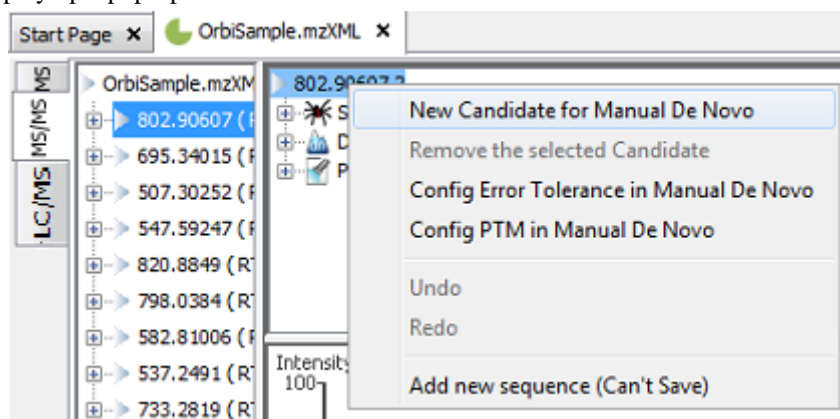 Start Page
OrbiSample.mzXML
MS
MS/MS
LC/MS
OrbiSample.mzXM
802.90607 (
695.34015 (
507.30252 (
547.59247 (
820.8849 ( R
798.0384 ( R
582.81006 (
537.2491 ( R
733.2819 ( R
802.90607.2
S
D
P
New Candidate for Manual De Novo
Remove the selected Candidate
Config Error Tolerance in Manual De Novo
Config PTM in Manual De Novo
Undo
Redo
Add new sequence (Can't Save)
Intensity
100